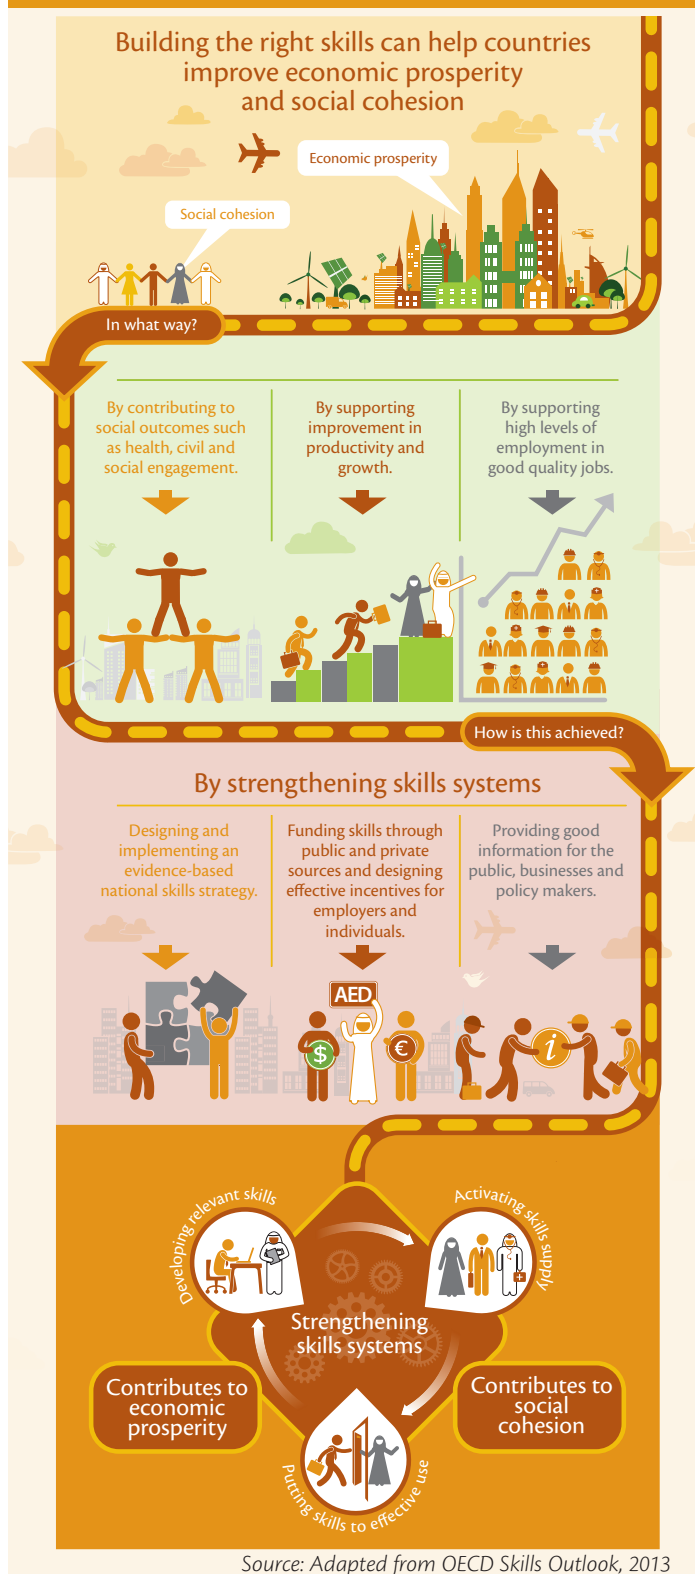 Building the right skills can help countries
improve economic prosperity
and social cohesion
Economic prosperity
Social cohesion
In what way?
By contributing to
social outcomes such
as health, civil and
social engagement.
By supporting
improvement in
productivity and
growth.
By supporting
high levels of
employment in
good quality jobs.
How is this achieved?
By strengthening skills systems
Designing and
implementing an
evidence-based
national skills strategy.
Funding skills through
public and private
sources and designing
effective incentives for
employers and
individuals.
Providing good
information for the
public, businesses and
policy makers.
AED
$
€
i
Developing relevant skills
Activating skills supply
Strengthening
skills systems
Contributes to
economic
prosperity
Contributes to
social
cohesion
Putting skills to effective use
Source: Adapted from OECD Skills Outlook, 2013